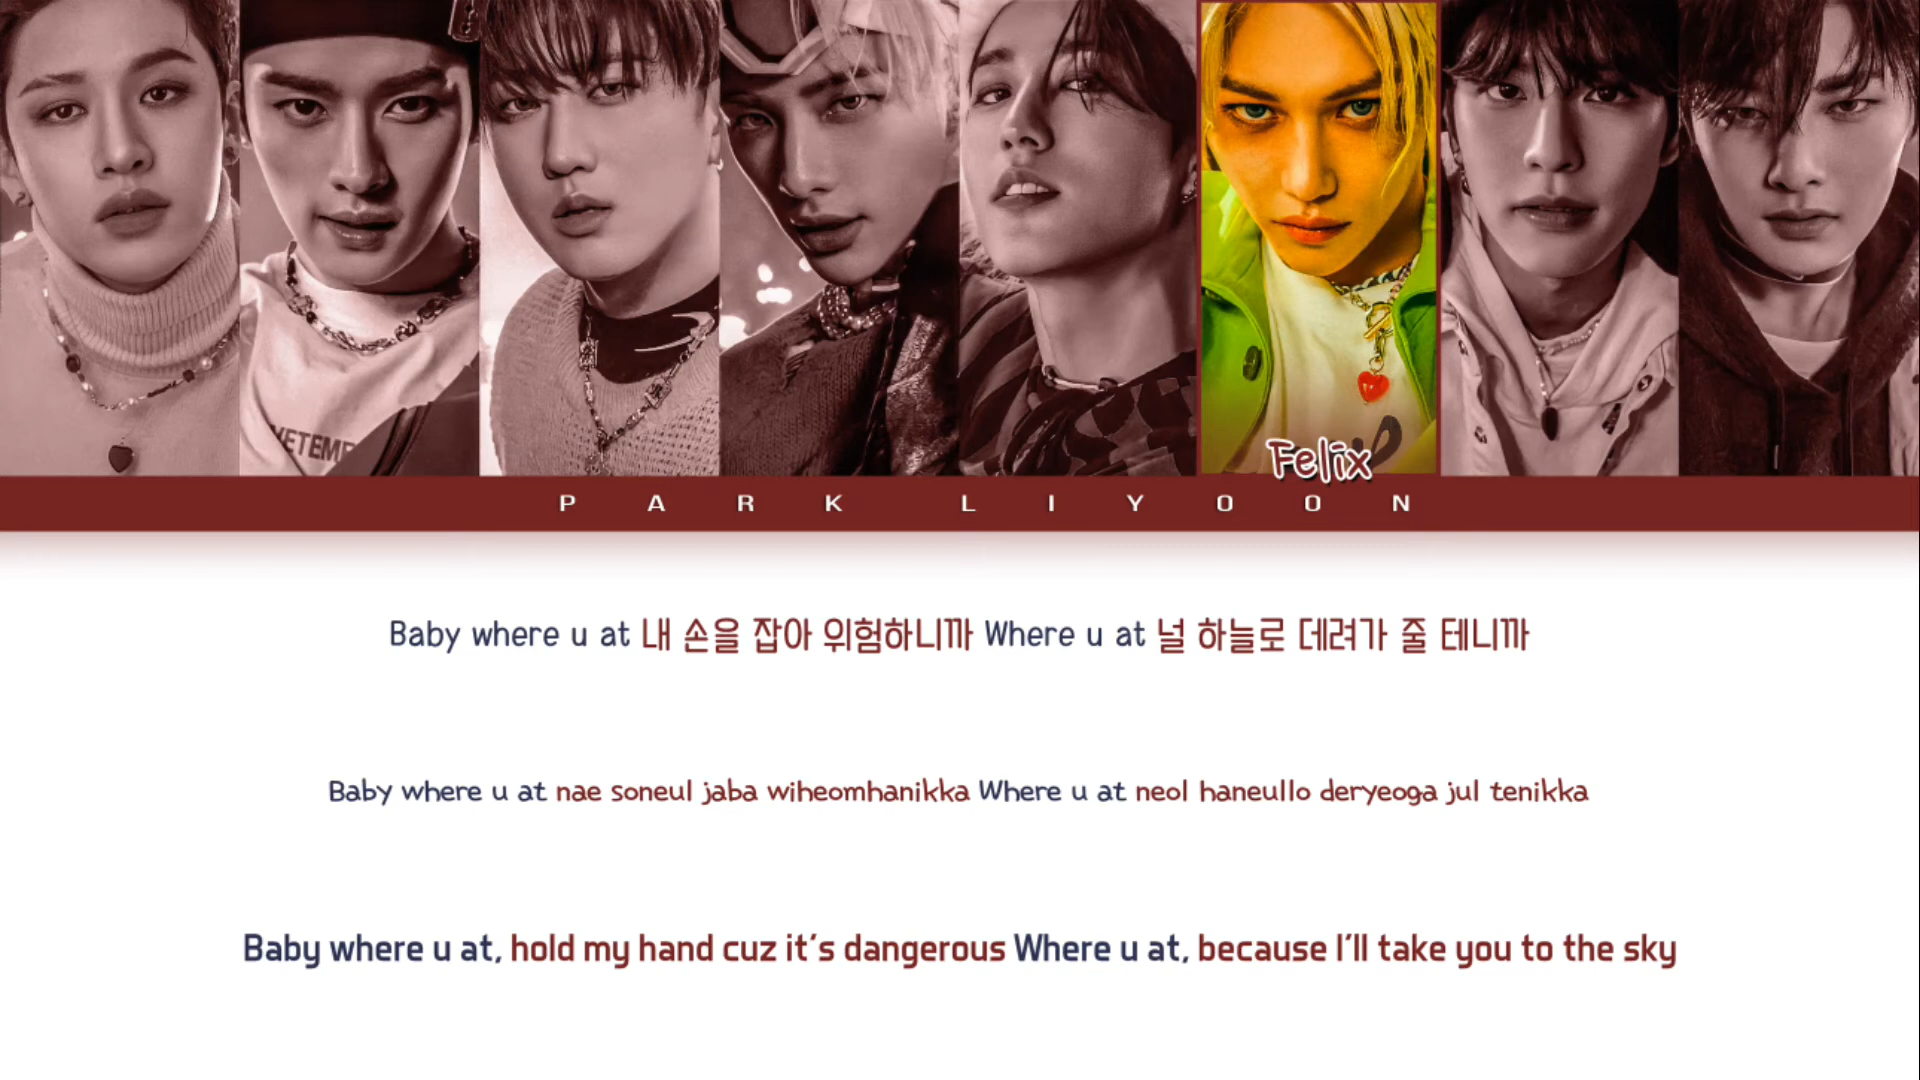 VETEME
Felix
PARK LIYOON
Baby where u at 내 손을 잡아 위험하니까 Where u at 널 하늘로 데려가 줄 테니까
Baby where u at nae soneul jaba wiheomhanikka Where u at neol haneullo deryeoga jul tenikka
Baby where u at, hold my hand cuz it's dangerous Where u at, because I'll take you to the sky